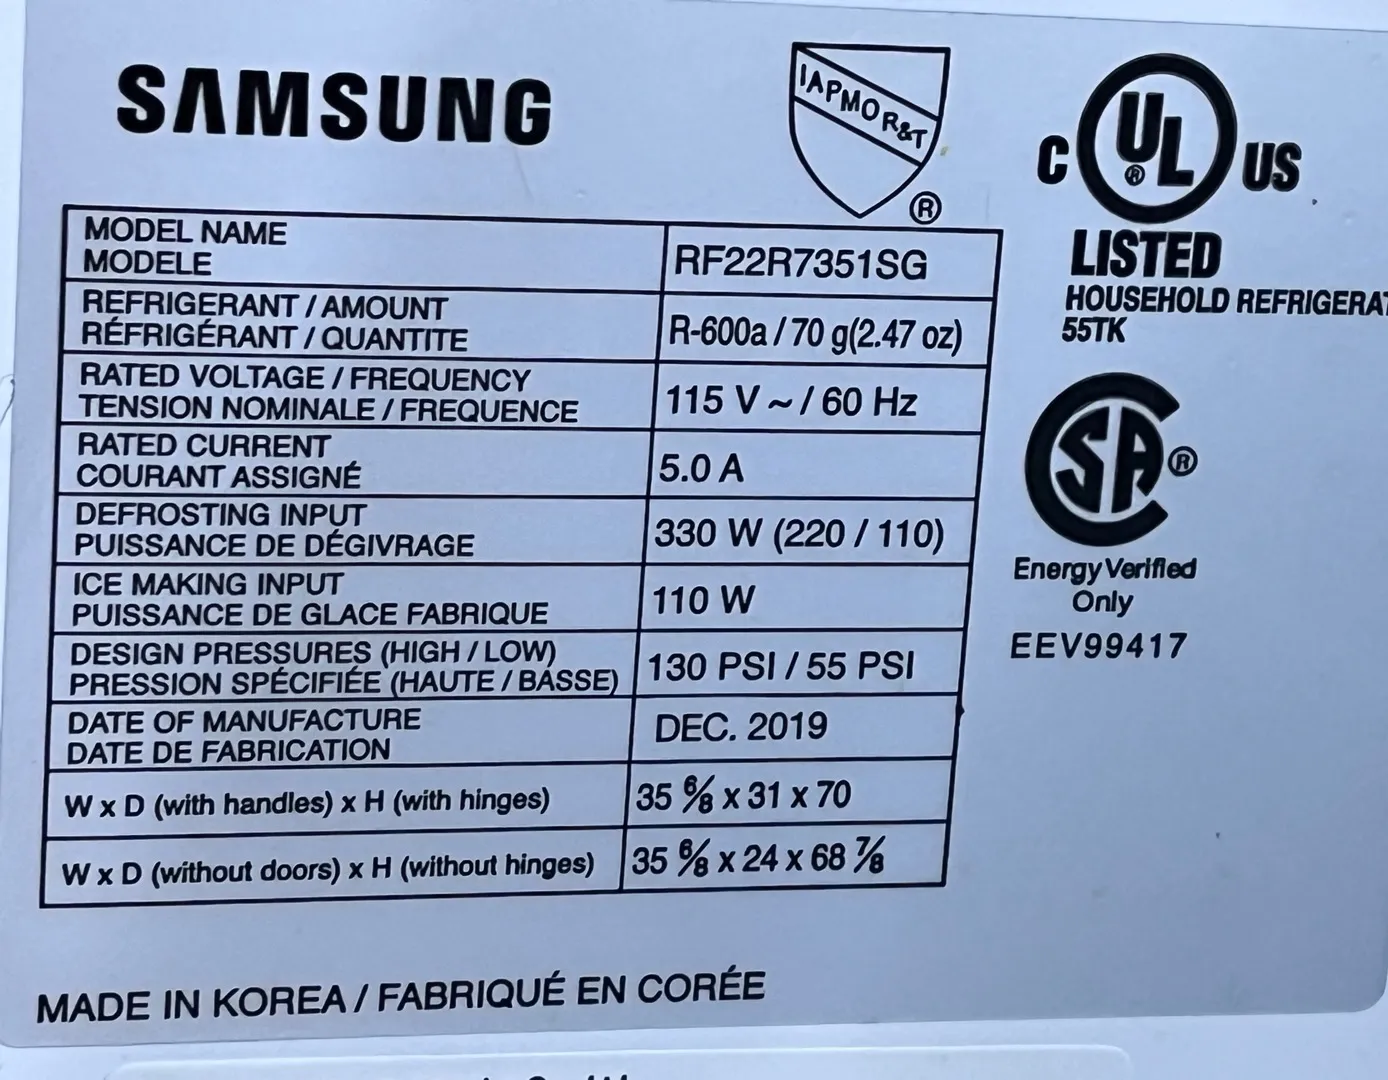 SAMSUNG
IAPMO R&T
®
C UL ® US
LISTED
HOUSEHOLD REFRIGERAT
55TK
SA ®
Energy Verified
Only
EEV99417
MODEL NAME
MODELE
RF22R7351SG
REFRIGERANT / AMOUNT
RÉFRIGÉRANT / QUANTITE
R-600a / 70 g(2.47 oz)
RATED VOLTAGE / FREQUENCY
TENSION NOMINALE / FREQUENCE
115 V ~ / 60 Hz
RATED CURRENT
COURANT ASSIGNÉ
5.0 A
DEFROSTING INPUT
PUISSANCE DE DÉGIVRAGE
330 W (220 / 110)
ICE MAKING INPUT
PUISSANCE DE GLACE FABRIQUE
110 W
DESIGN PRESSURES (HIGH / LOW)
PRESSION SPÉCIFIÉE (HAUTE / BASSE)
130 PSI / 55 PSI
DATE OF MANUFACTURE
DATE DE FABRICATION
DEC. 2019
W x D (with handles) x H (with hinges)
35 6/8 x 31 x 70
W x D (without doors) x H (without hinges)
35 6/8 x 24 x 68 7/8
MADE IN KOREA / FABRIQUÉ EN CORÉE